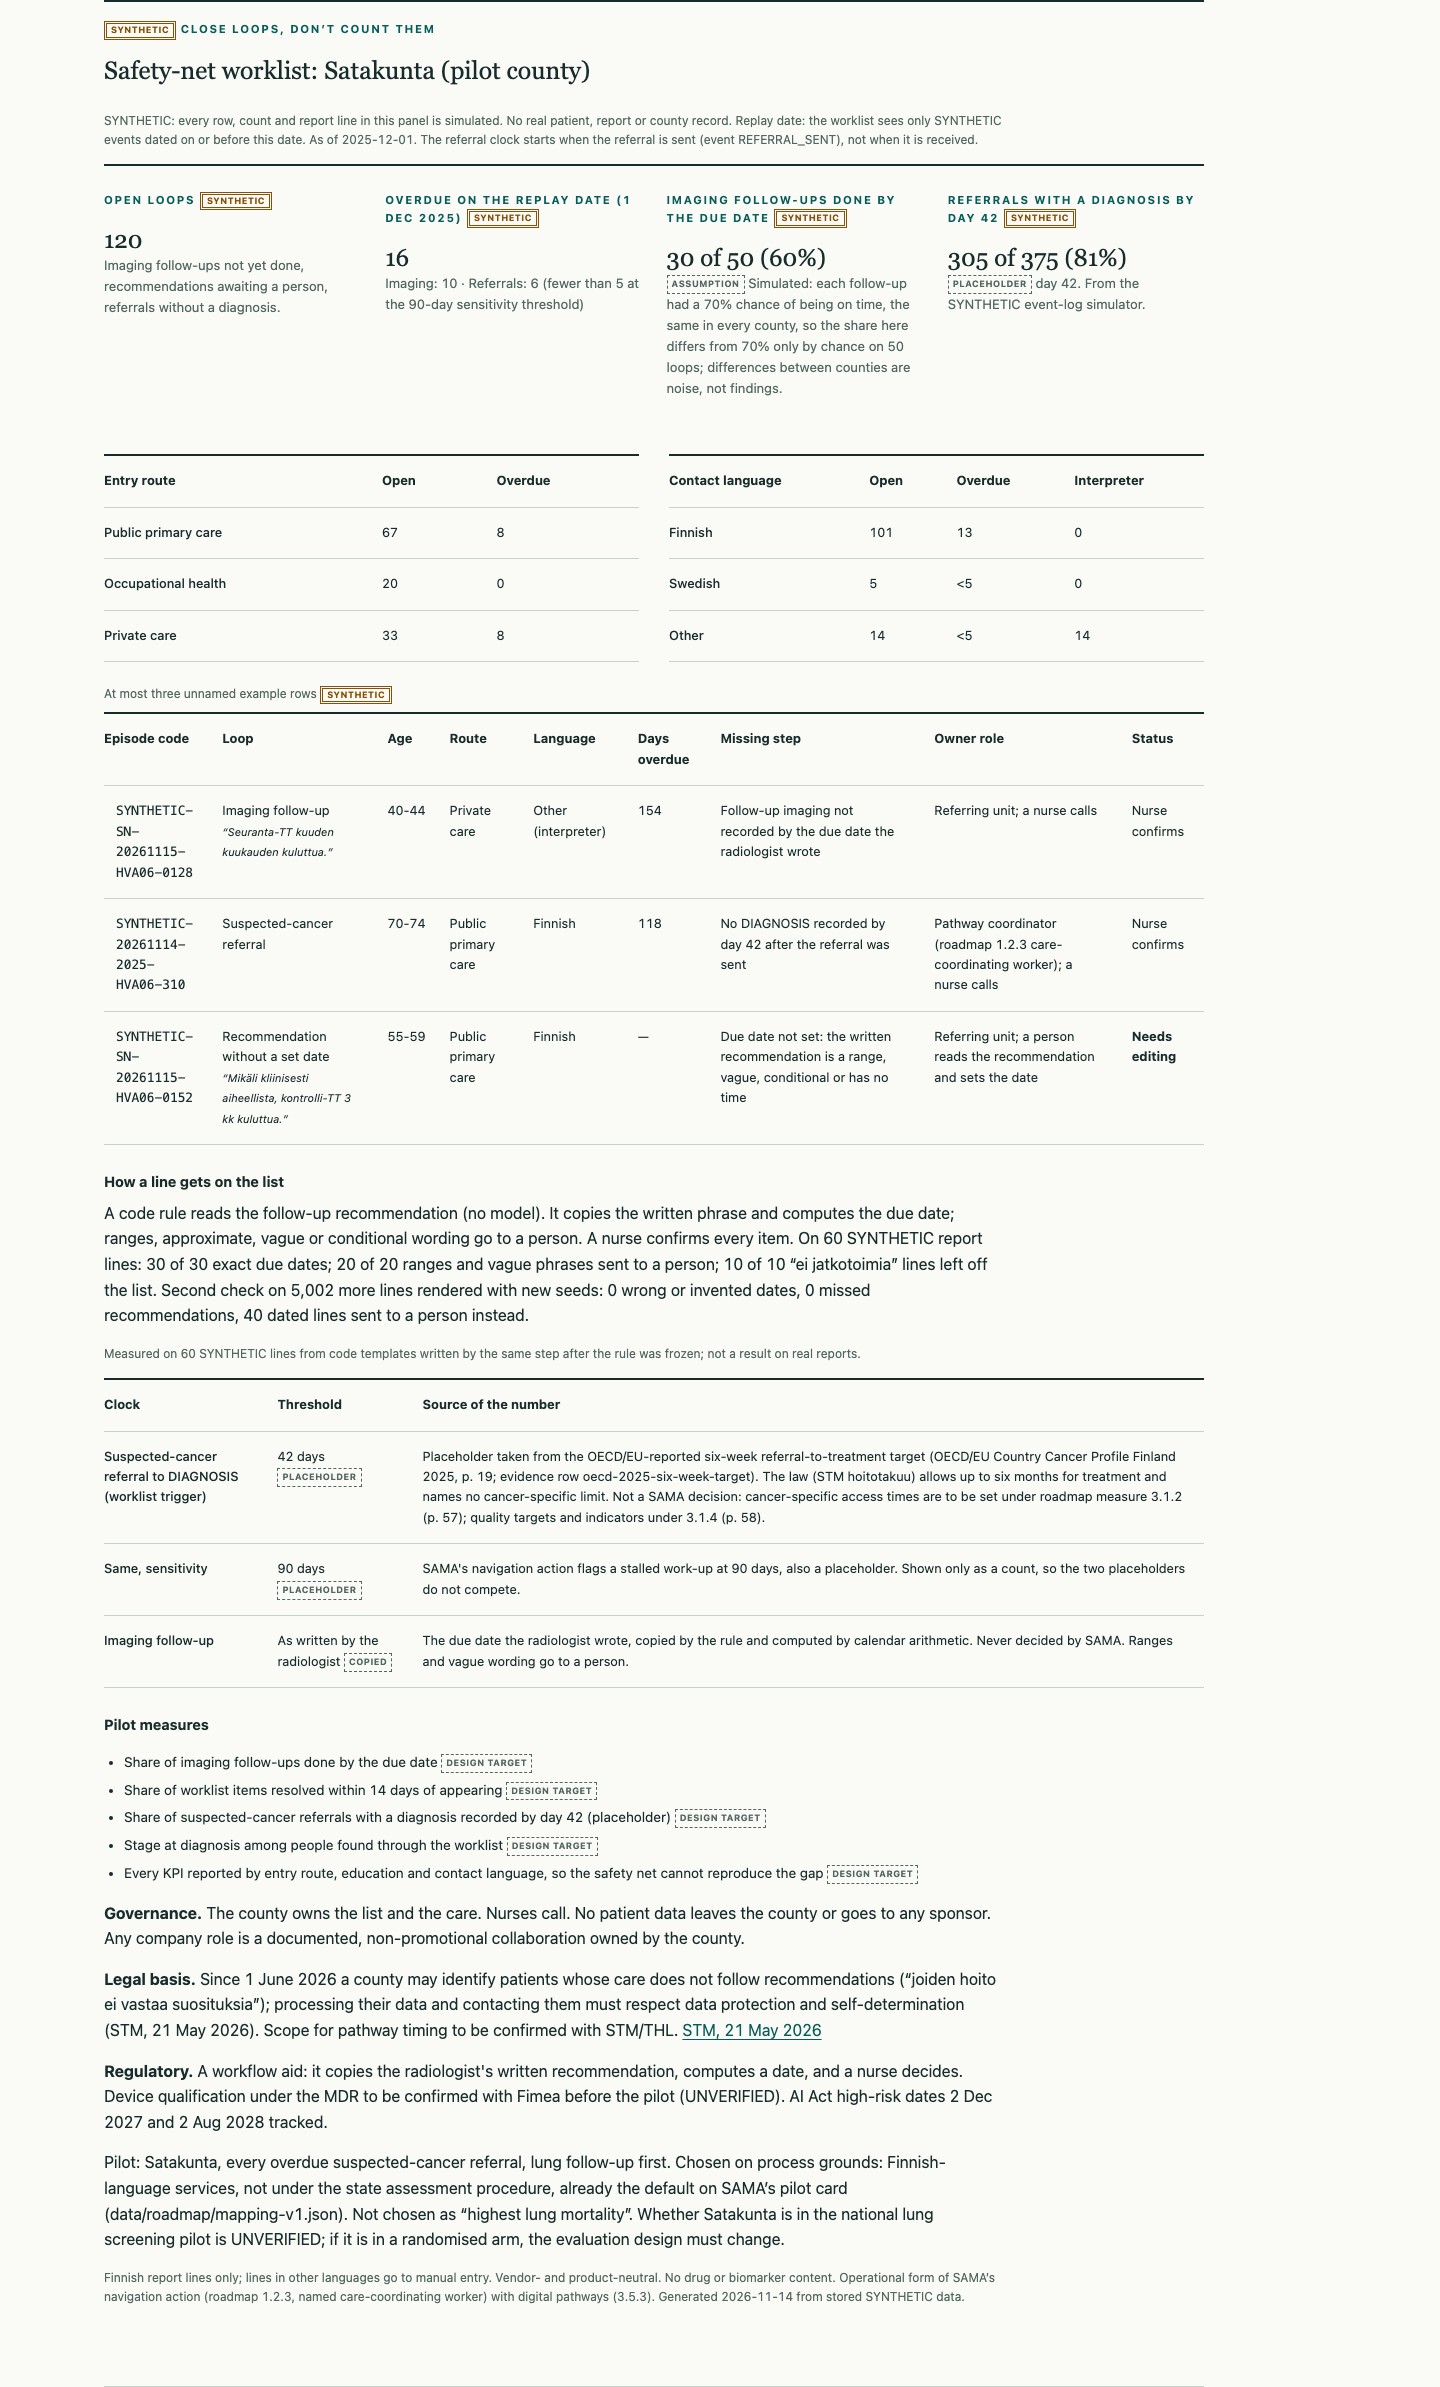 SYNTHETIC CLOSE LOOPS, DON'T COUNT THEM
Safety-net worklist: Satakunta (pilot county)
SYNTHETIC: every row, count and report line in this panel is simulated. No real patient, report or county record. Replay date: the worklist sees only SYNTHETIC
events dated on or before this date. As of 2025-12-01. The referral clock starts when the referral is sent (event REFERRAL_SENT), not when it is received.
OPEN LOOPS SYNTHETIC
120
Imaging follow-ups not yet done,
recommendations awaiting a person,
referrals without a diagnosis.
OVERDUE ON THE REPLAY DATE (1
DEC 2025) SYNTHETIC
16
Imaging: 10 · Referrals: 6 (fewer than 5 at
the 90-day sensitivity threshold)
IMAGING FOLLOW-UPS DONE BY
THE DUE DATE SYNTHETIC
30 of 50 (60%)
ASSUMPTION Simulated: each follow-up
had a 70% chance of being on time, the
same in every county, so the share here
differs from 70% only by chance on 50
loops; differences between counties are
noise, not findings.
REFERRALS WITH A DIAGNOSIS BY
DAY 42 SYNTHETIC
305 of 375 (81%)
PLACEHOLDER day 42. From the
SYNTHETIC event-log simulator.
Entry route Open Overdue
Public primary care 67 8
Occupational health 20 0
Private care 33 8
Contact language Open Overdue Interpreter
Finnish 101 13 0
Swedish 5 <5 0
Other 14 <5 14
At most three unnamed example rows SYNTHETIC
Episode code Loop Age Route Language Days overdue Missing step Owner role Status
SYNTHETIC-
SN-
20261115-
HVA06-0128
Imaging follow-up
"Seuranta-TT kuuden
kuukauden kuluttua."
40-44
Private
care
Other
(interpreter)
154
Follow-up imaging not
recorded by the due date the
radiologist wrote
Referring unit; a nurse calls
Nurse
confirms
SYNTHETIC-
20261114-
2025-
HVA06-310
Suspected-cancer
referral
70-74
Public
primary
care
Finnish
118
No DIAGNOSIS recorded by
day 42 after the referral was
sent
Pathway coordinator
(roadmap 1.2.3 care-
coordinating worker); a
nurse calls
Nurse
confirms
SYNTHETIC-
SN-
20261115-
HVA06-0152
Recommendation
without a set date
"Mikäli kliinisesti
aiheellista, kontrolli-TT 3
kk kuluttua."
55-59
Public
primary
care
Finnish
—
Due date not set: the written
recommendation is a range,
vague, conditional or has no
time
Referring unit; a person
reads the recommendation
and sets the date
Needs
editing
How a line gets on the list
A code rule reads the follow-up recommendation (no model). It copies the written phrase and computes the due date;
ranges, approximate, vague or conditional wording go to a person. A nurse confirms every item. On 60 SYNTHETIC report
lines: 30 of 30 exact due dates; 20 of 20 ranges and vague phrases sent to a person; 10 of 10 "ei jatkotoimia" lines left off
the list. Second check on 5,002 more lines rendered with new seeds: 0 wrong or invented dates, 0 missed
recommendations, 40 dated lines sent to a person instead.
Measured on 60 SYNTHETIC lines from code templates written by the same step after the rule was frozen; not a result on real reports.
Clock Threshold Source of the number
Suspected-cancer
referral to DIAGNOSIS
(worklist trigger)
42 days
PLACEHOLDER
Placeholder taken from the OECD/EU-reported six-week referral-to-treatment target (OECD/EU Country Cancer Profile Finland
2025, p. 19; evidence row oecd-2025-six-week-target). The law (STM hoitotakuu) allows up to six months for treatment and
names no cancer-specific limit. Not a SAMA decision: cancer-specific access times are to be set under roadmap measure 3.1.2
(p. 57); quality targets and indicators under 3.1.4 (p. 58).
Same, sensitivity
90 days
PLACEHOLDER
SAMA's navigation action flags a stalled work-up at 90 days, also a placeholder. Shown only as a count, so the two placeholders
do not compete.
Imaging follow-up
As written by the
radiologist COPIED
The due date the radiologist wrote, copied by the rule and computed by calendar arithmetic. Never decided by SAMA. Ranges
and vague wording go to a person.
Pilot measures
• Share of imaging follow-ups done by the due date DESIGN TARGET
• Share of worklist items resolved within 14 days of appearing DESIGN TARGET
• Share of suspected-cancer referrals with a diagnosis recorded by day 42 (placeholder) DESIGN TARGET
• Stage at diagnosis among people found through the worklist DESIGN TARGET
• Every KPI reported by entry route, education and contact language, so the safety net cannot reproduce the gap DESIGN TARGET
Governance. The county owns the list and the care. Nurses call. No patient data leaves the county or goes to any sponsor.
Any company role is a documented, non-promotional collaboration owned by the county.
Legal basis. Since 1 June 2026 a county may identify patients whose care does not follow recommendations ("joiden hoito
ei vastaa suosituksia"); processing their data and contacting them must respect data protection and self-determination
(STM, 21 May 2026). Scope for pathway timing to be confirmed with STM/THL. STM, 21 May 2026
Regulatory. A workflow aid: it copies the radiologist's written recommendation, computes a date, and a nurse decides.
Device qualification under the MDR to be confirmed with Fimea before the pilot (UNVERIFIED). AI Act high-risk dates 2 Dec
2027 and 2 Aug 2028 tracked.
Pilot: Satakunta, every overdue suspected-cancer referral, lung follow-up first. Chosen on process grounds: Finnish-
language services, not under the state assessment procedure, already the default on SAMA's pilot card
(data/roadmap/mapping-v1.json). Not chosen as "highest lung mortality". Whether Satakunta is in the national lung
screening pilot is UNVERIFIED; if it is in a randomised arm, the evaluation design must change.
Finnish report lines only; lines in other languages go to manual entry. Vendor- and product-neutral. No drug or biomarker content. Operational form of SAMA's
navigation action (roadmap 1.2.3, named care-coordinating worker) with digital pathways (3.5.3). Generated 2026-11-14 from stored SYNTHETIC data.